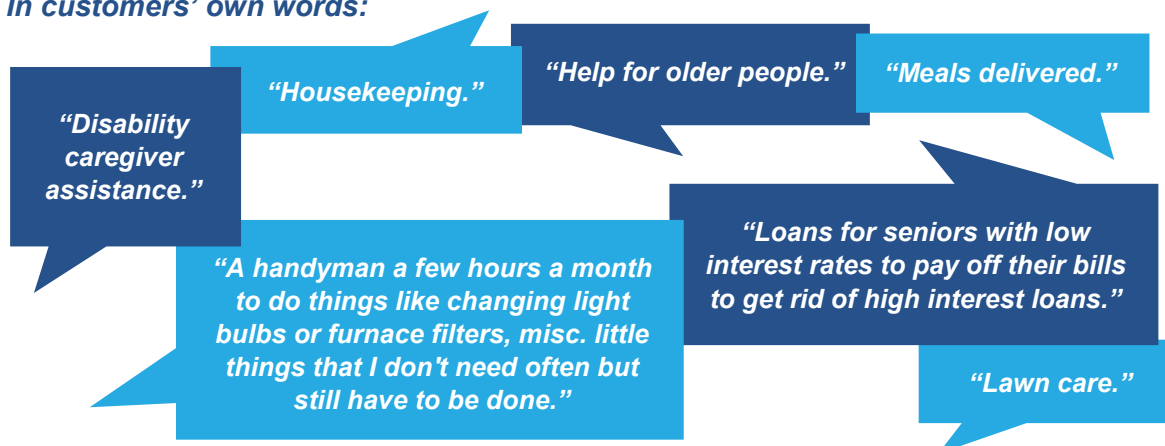 in customers’ own words:
“Housekeeping.”
“Help for older people.”
“Meals delivered.”
“Disability
caregiver
assistance.”
“Loans for seniors with low
interest rates to pay off their bills
to get rid of high interest loans.”
“A handyman a few hours a month
to do things like changing light
bulbs or furnace filters, misc. little
things that I don't need often but
still have to be done.”
“Lawn care.”